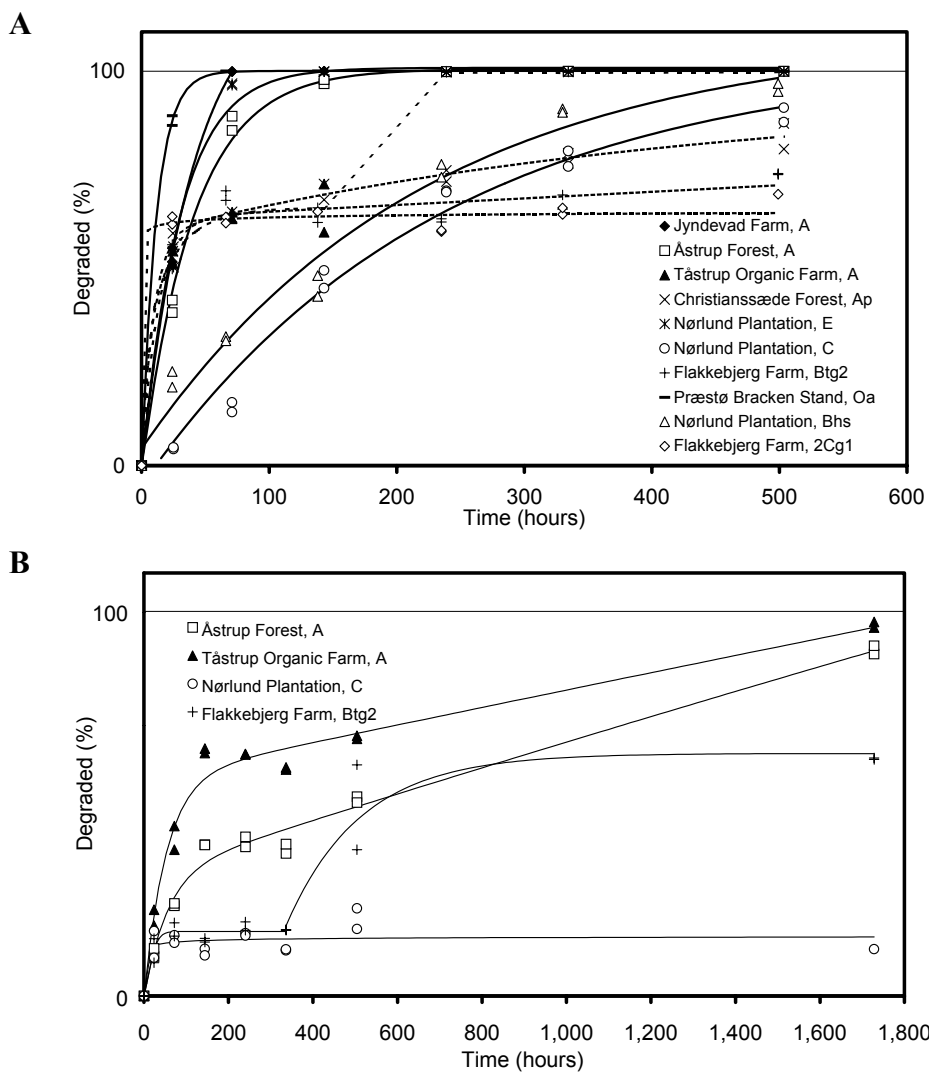 A
Degraded (%)
100
0
Jyndevad Farm, A
Åstrup Forest, A
Tåstrup Organic Farm, A
Christianssæde Forest, Ap
Nørlund Plantation, E
Nørlund Plantation, C
Flakkebjerg Farm, Btg2
Præstø Bracken Stand, Oa
Nørlund Plantation, Bhs
Flakkebjerg Farm, 2Cg1
0 100 200 300 400 500 600
Time (hours)
B
Degraded (%)
100
0
Åstrup Forest, A
Tåstrup Organic Farm, A
Nørlund Plantation, C
Flakkebjerg Farm, Btg2
0 200 400 600 800 1,000 1,200 1,400 1,600 1,800
Time (hours)